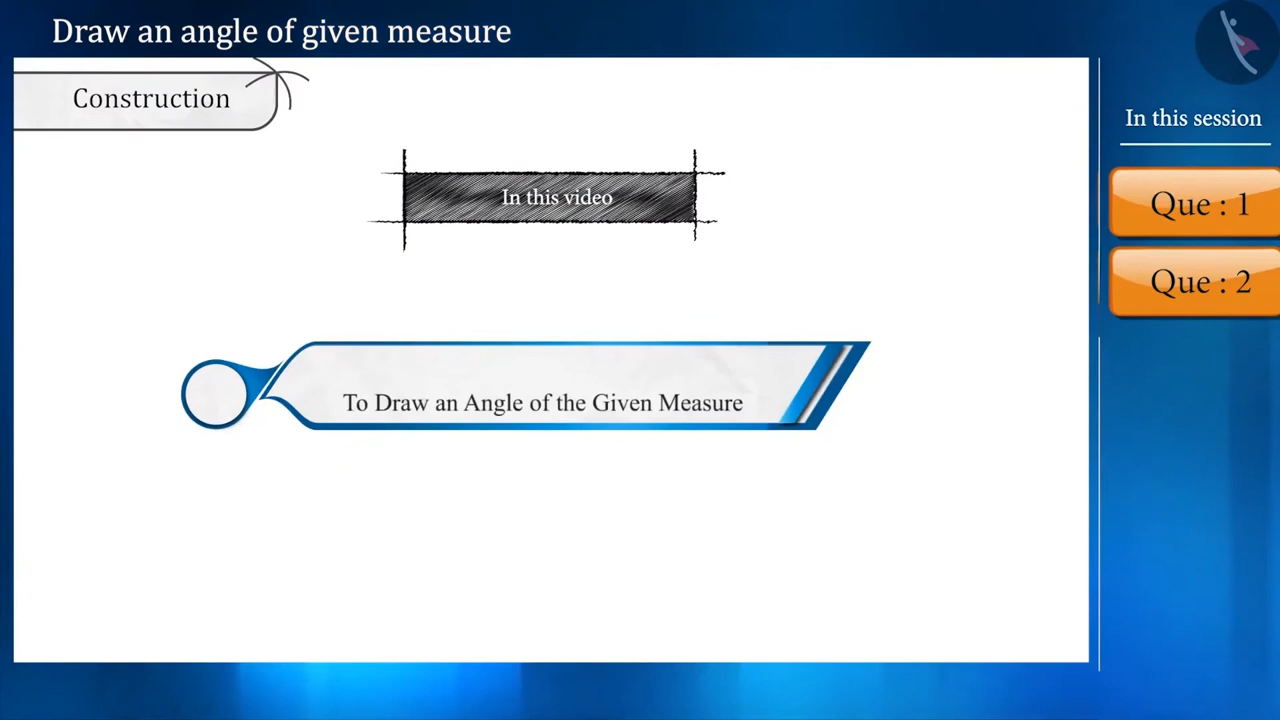 Draw an angle of given measure
Construction
In this session
In this video
Que : 1
Que : 2
To Draw an Angle of the Given Measure